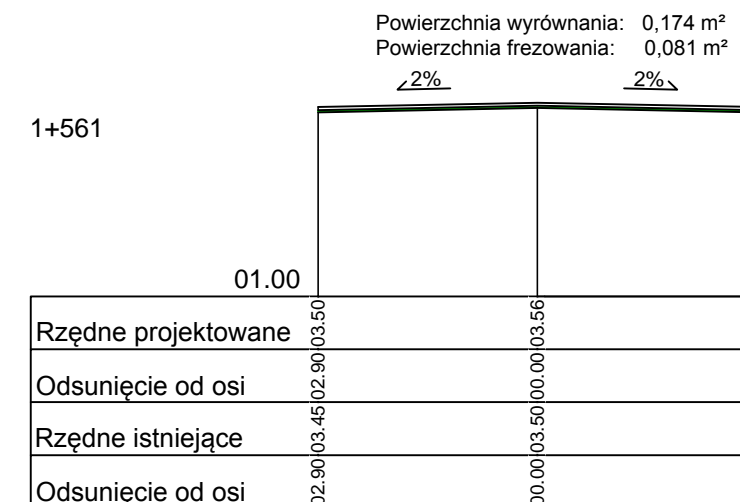 Powierzchnia wyrównania: 0,174 m²
Powierzchnia frezowania: 0,081 m²
2% 2%
1+561
01.00
Rzędne projektowane 03.50 03.56
Odsunięcie od osi 02.90 00.00
Rzędne istniejące 03.45 03.50
Odsunięcie od osi 02.90 00.00